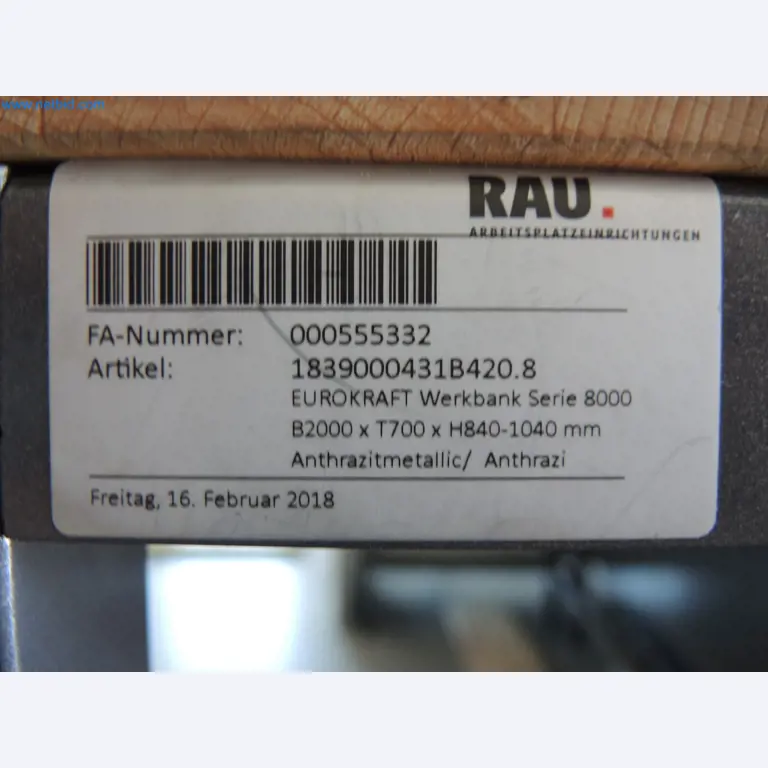 RAU.
ARBEITSPLATZEINRICHTUNGEN
FA-Nummer: 000555332
Artikel: 1839000431B420.8
EUROKRAFT Werkbank Serie 8000
B2000 x T700 x H840-1040 mm
Anthrazitmetallic/ Anthrazi
Freitag, 16. Februar 2018